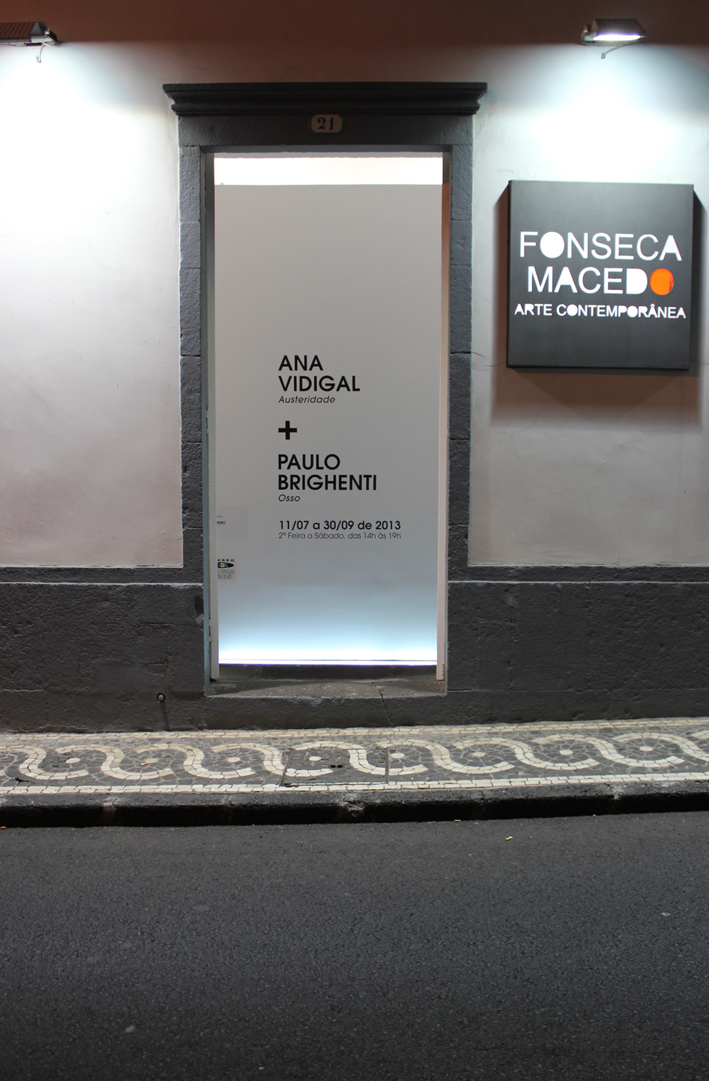 21
FONSECA
MACEDO
ARTE CONTEMPORÂNEA
ANA
VIDIGAL
Austeridade
+
PAULO
BRIGHENTI
Osso
11/07 a 30/09 de 2013
2ª Feira a Sábado, das 14h às 19h